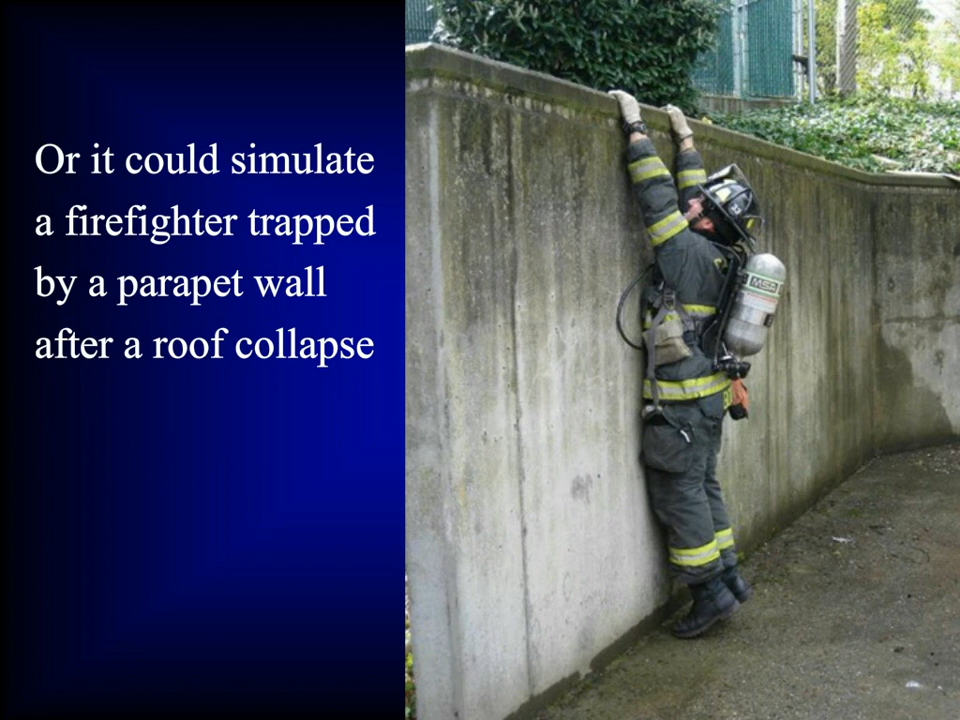 Or it could simulate
a firefighter trapped
by a parapet wall
after a roof collapse
MSA